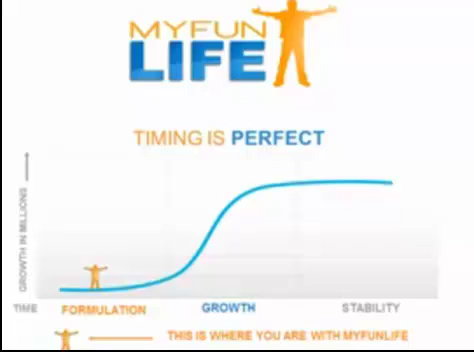 MYFUN
LIFE
TIMING IS PERFECT
GROWTH IN MILLIONS
TIME FORMULATION GROWTH STABILITY
THIS IS WHERE YOU ARE WITH MYFUNLIFE